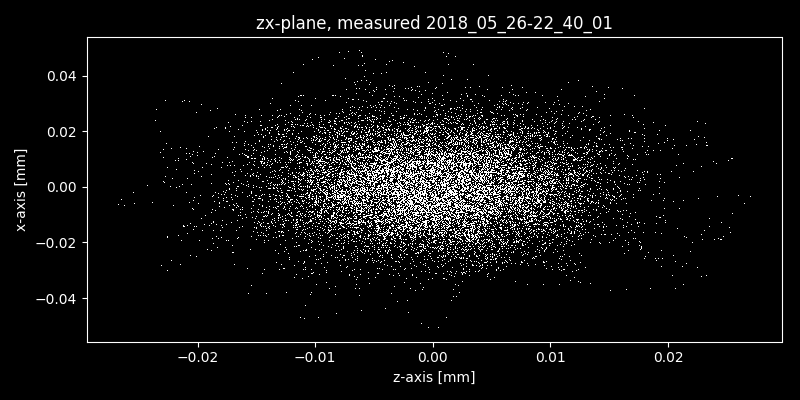 zx-plane, measured 2018_05_26-22_40_01
0.04
0.02
0.00
−0.02
−0.04
x-axis [mm]
−0.02 −0.01 0.00 0.01 0.02
z-axis [mm]